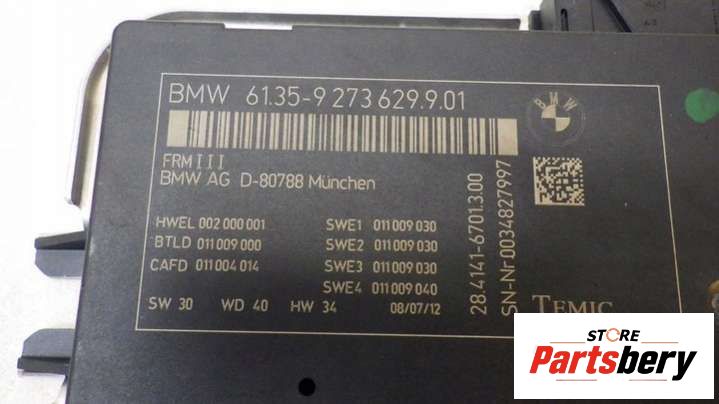 BMW 61.35-9 273 629.9.01
BMW
FRM III
BMW AG D-80788 München
HWEL 002 000 001
BTLD 011 009 000
CAFD 011 004 014
SWE1 011 009 030
SWE2 011 009 030
SWE3 011 009 030
SWE4 011 009 040
SW 30 WD 40 HW 34 08/07/12
28.4141-6701.3.00
SN-Nr 0034827997
TEMIC
STORE
Partsbery